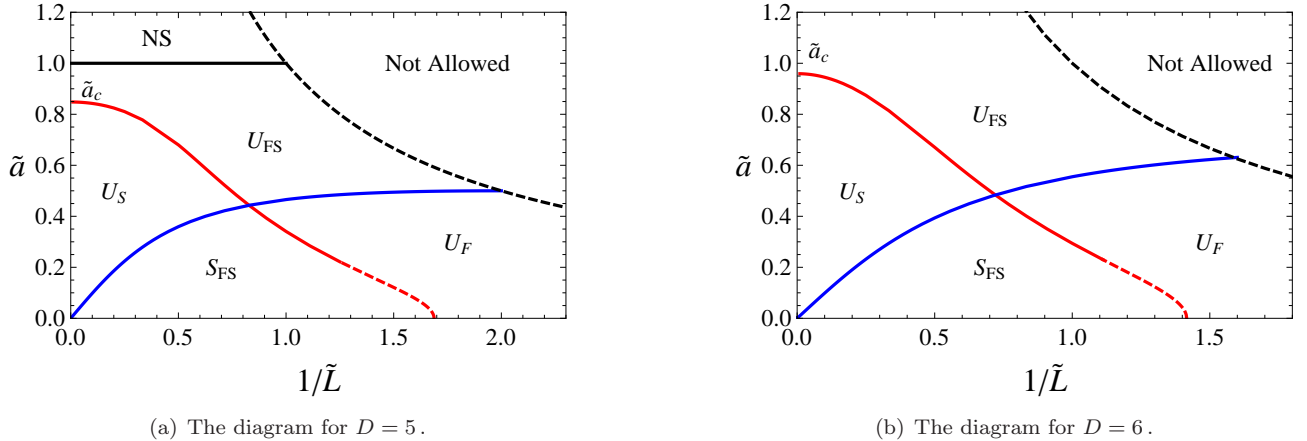 1.2
1.0
0.8
0.6
0.4
0.2
0.0
ã
NS
Not Allowed
ã_c
U_FS
U_S
U_F
S_FS
0.0 0.5 1.0 1.5 2.0
1/L̃
(a) The diagram for D = 5 .
1.2
1.0
0.8
0.6
0.4
0.2
0.0
ã
Not Allowed
ã_c
U_FS
U_S
U_F
S_FS
0.0 0.5 1.0 1.5
1/L̃
(b) The diagram for D = 6 .